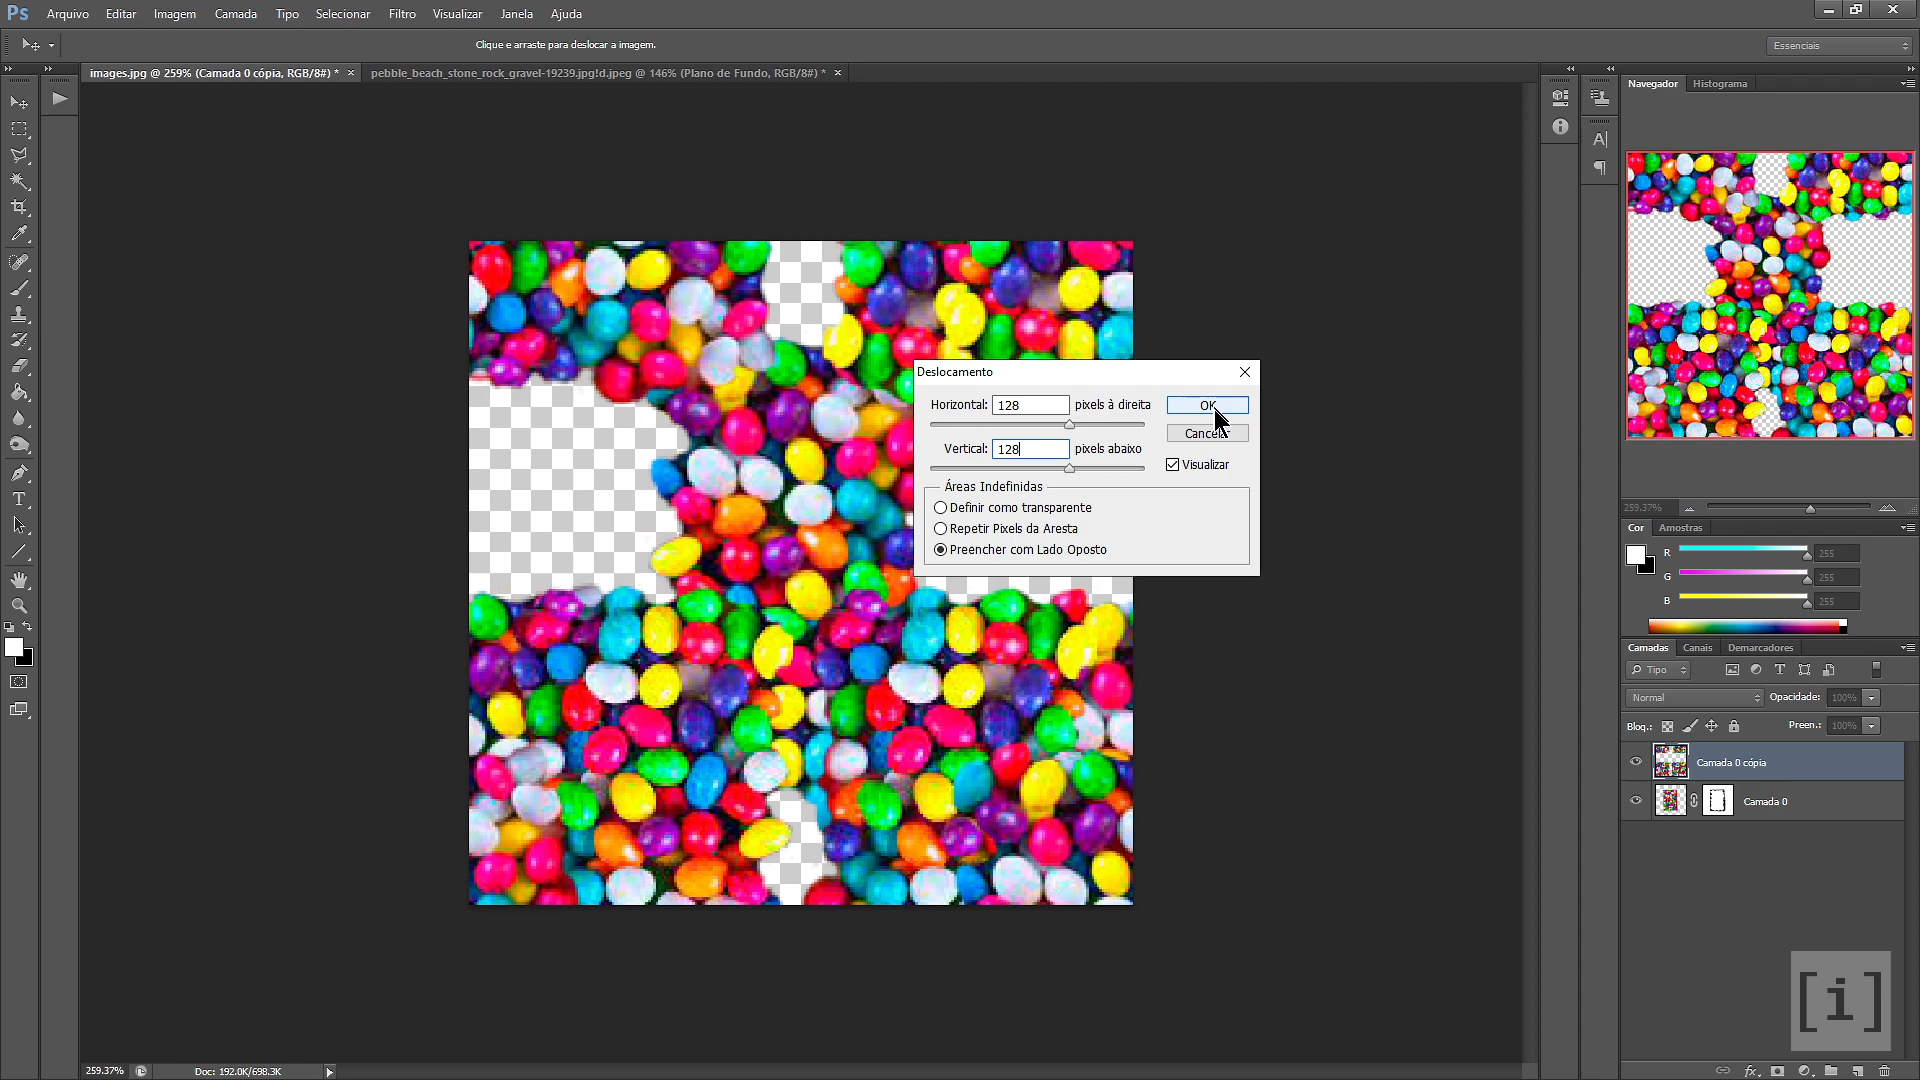 Ps Arquivo Editar Imagem Camada Tipo Selecionar Filtro Visualizar Janela Ajuda
Clique e arraste para deslocar a imagem.
Essenciais
images.jpg @ 259% (Camada 0 cópia, RGB/8#) *
pebble_beach_stone_rock_gravel-19239.jpg!d.jpeg @ 146% (Plano de Fundo, RGB/8#) *
Navegador Histograma
Deslocamento
Horizontal: 128 pixels à direita
OK
Cancelar
Vertical: 128 pixels abaixo
Visualizar
Áreas Indefinidas
Definir como transparente
Repetir Pixels da Aresta
Preencher com Lado Oposto
259.37%
Cor Amostras
R 255
G 255
B 255
Camadas Canais Demarcadores
Tipo
Normal Opacidade: 100%
Bloq.: Preen.: 100%
Camada 0 cópia
Camada 0
[i]
259.37% Doc: 192.0K/698.3K
fx